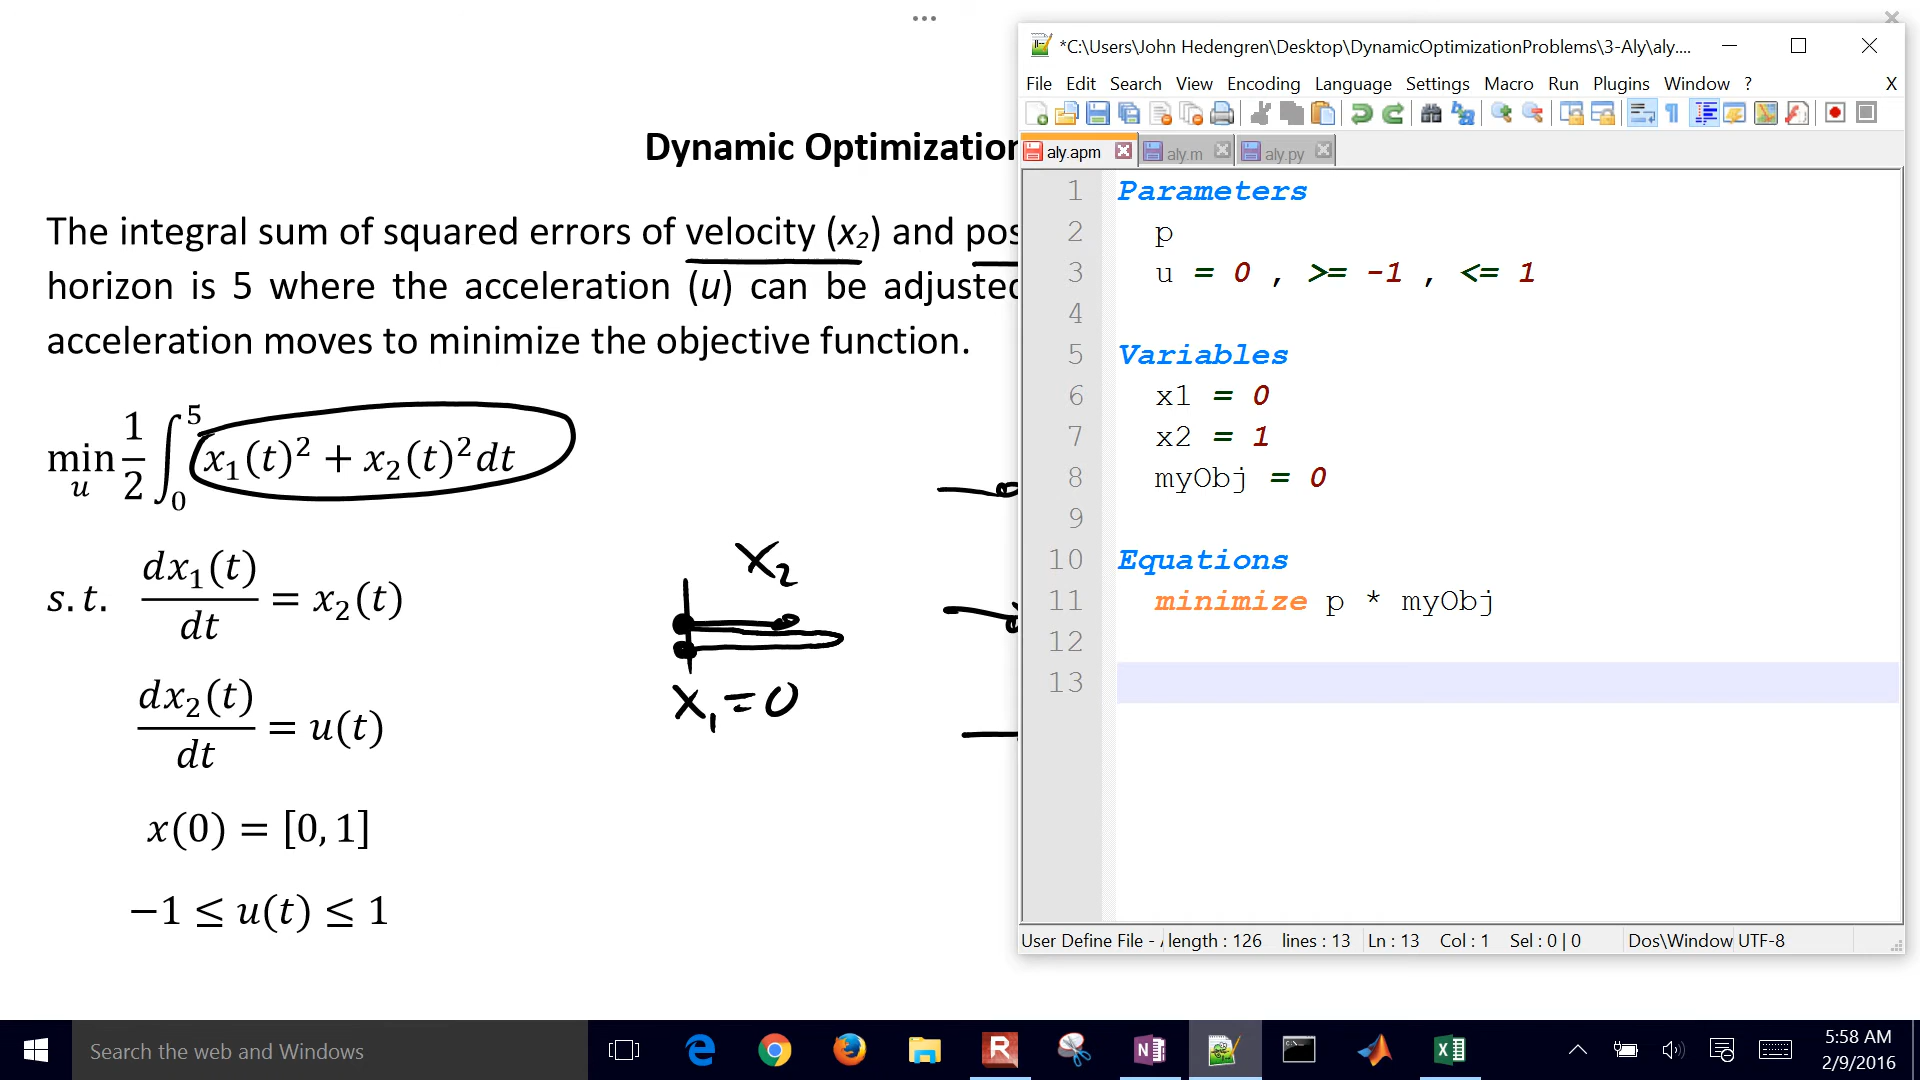 Dynamic Optimization
The integral sum of squared errors of velocity (x₂) and pos
horizon is 5 where the acceleration (u) can be adjusted
acceleration moves to minimize the objective function.
min u 1/2 ∫₀⁵ x₁(t)² + x₂(t)² dt
s.t. dx₁(t)/dt = x₂(t)
dx₂(t)/dt = u(t)
x(0) = [0,1]
−1 ≤ u(t) ≤ 1
x₂
x₁=0
*C:\Users\John Hedengren\Desktop\DynamicOptimizationProblems\3-Aly\aly....
File Edit Search View Encoding Language Settings Macro Run Plugins Window ? X
aly.apm aly.m aly.py
1 Parameters
2 p
3 u = 0 , >= -1 , <= 1
4
5 Variables
6 x1 = 0
7 x2 = 1
8 myObj = 0
9
10 Equations
11 minimize p * myObj
12
13
User Define File - length : 126 lines : 13 Ln : 13 Col : 1 Sel : 0 | 0 Dos\Window UTF-8
Search the web and Windows
5:58 AM
2/9/2016